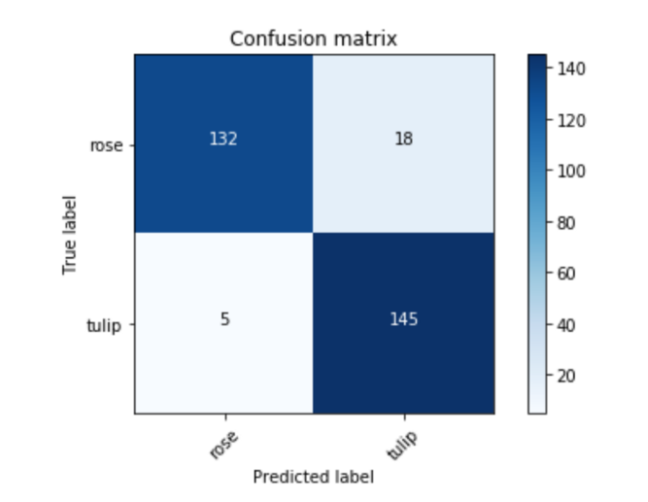 Confusion matrix
rose
132
18
tulip
5
145
True label
rose
tulip
Predicted label
140
120
100
80
60
40
20